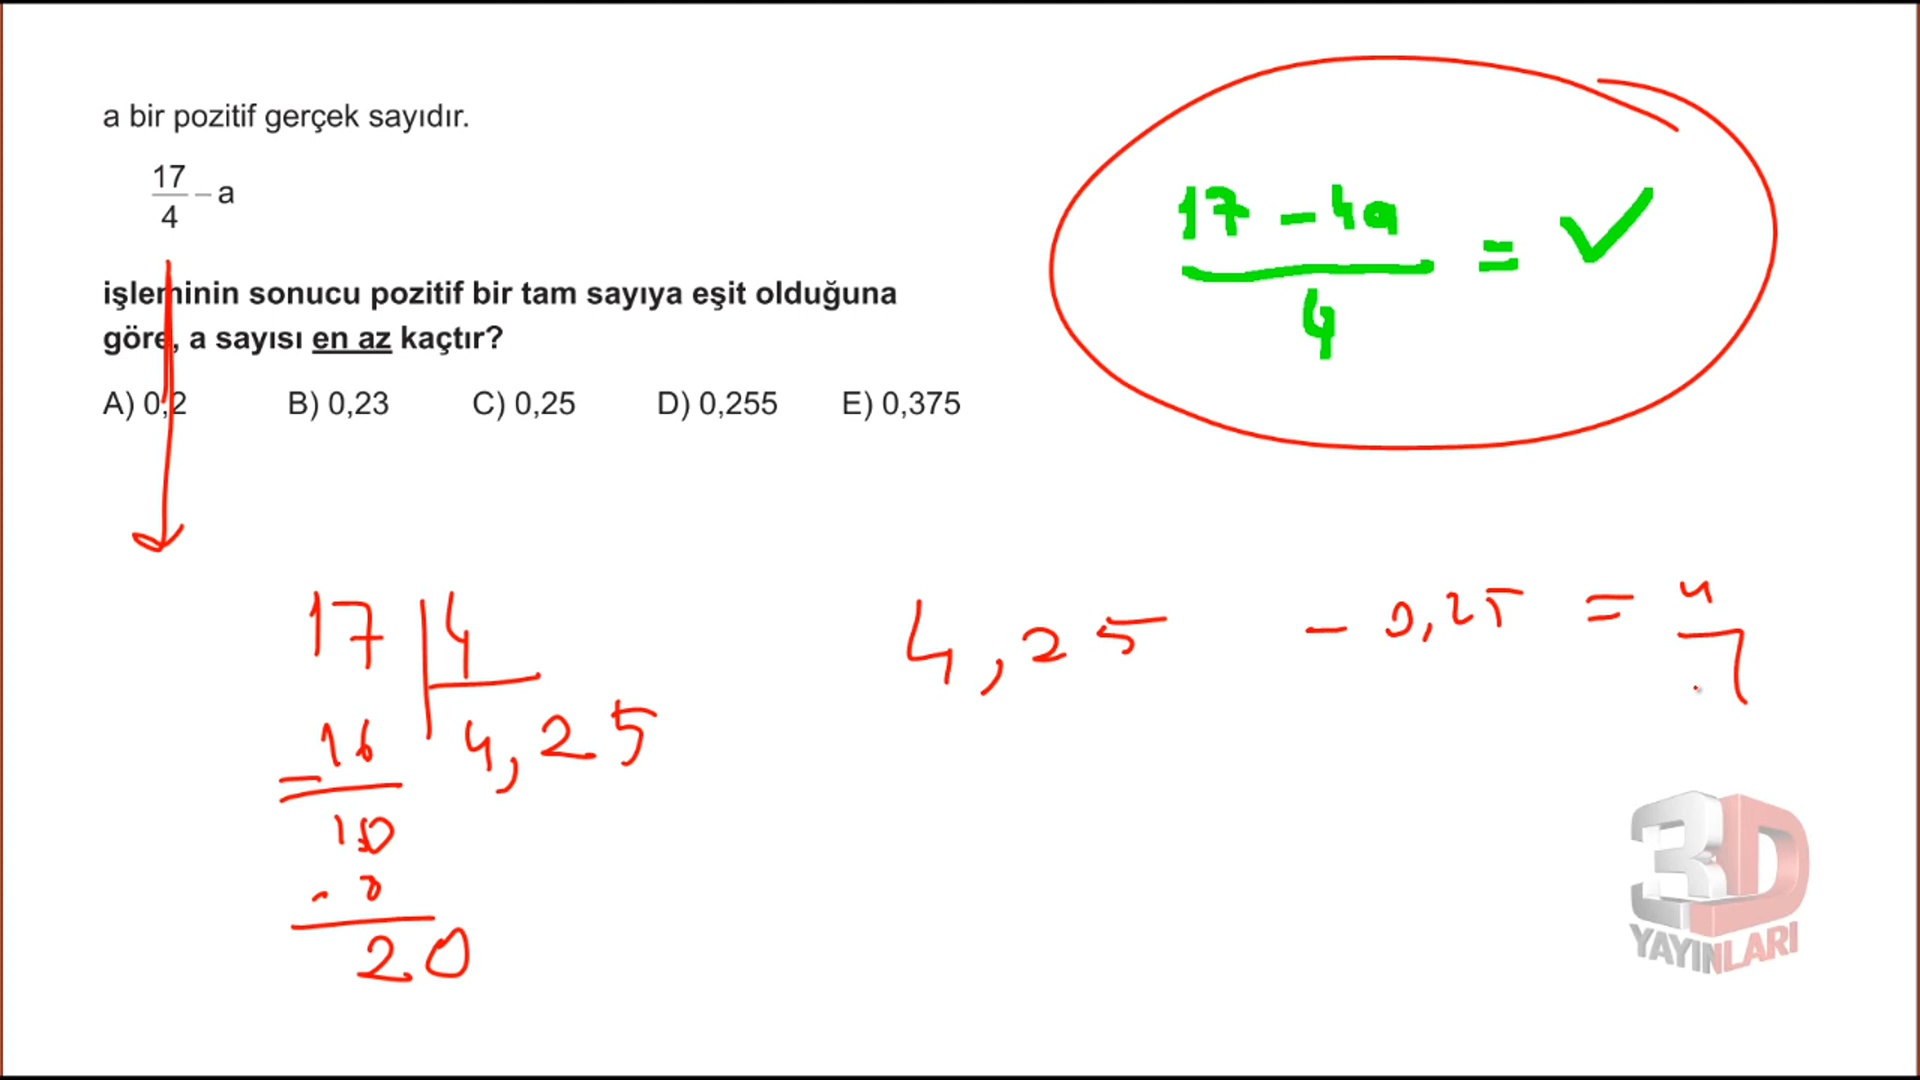 a bir pozitif gerçek sayıdır.
17
4
– a
işleminin sonucu pozitif bir tam sayıya eşit olduğuna
göre, a sayısı en az kaçtır?
A) 0,2 B) 0,23 C) 0,25 D) 0,255 E) 0,375
17 – 4a
4
=
17 4
– 16 4,25
10
- 8
20
4,25 – 0,25 = 4
3D
YAYINLARI